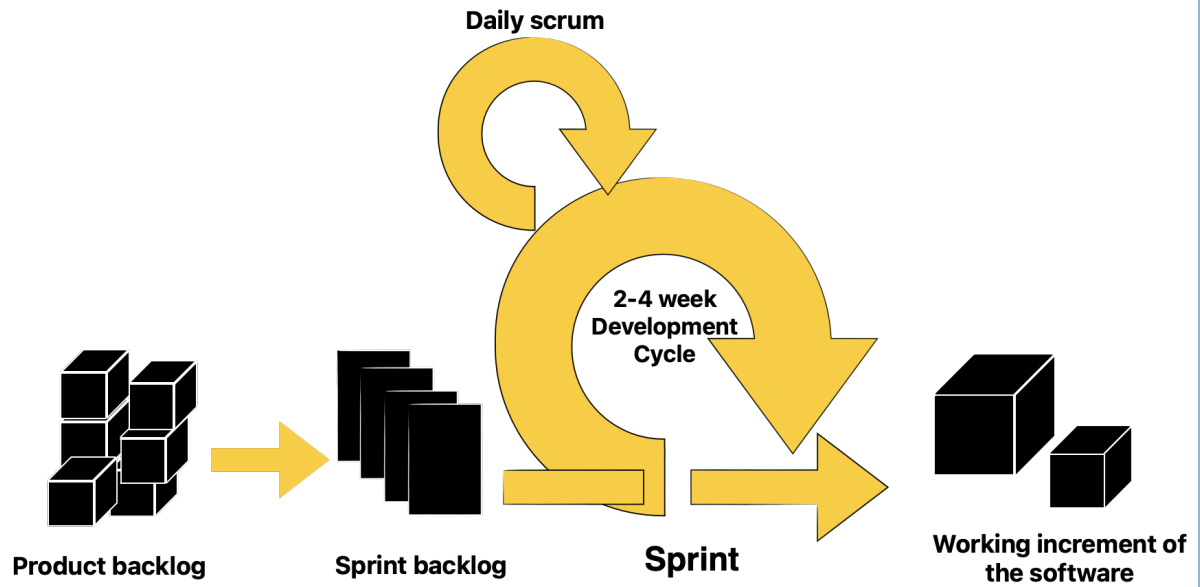 Daily scrum
2-4 week
Development
Cycle
Product backlog
Sprint backlog
Sprint
Working increment of
the software